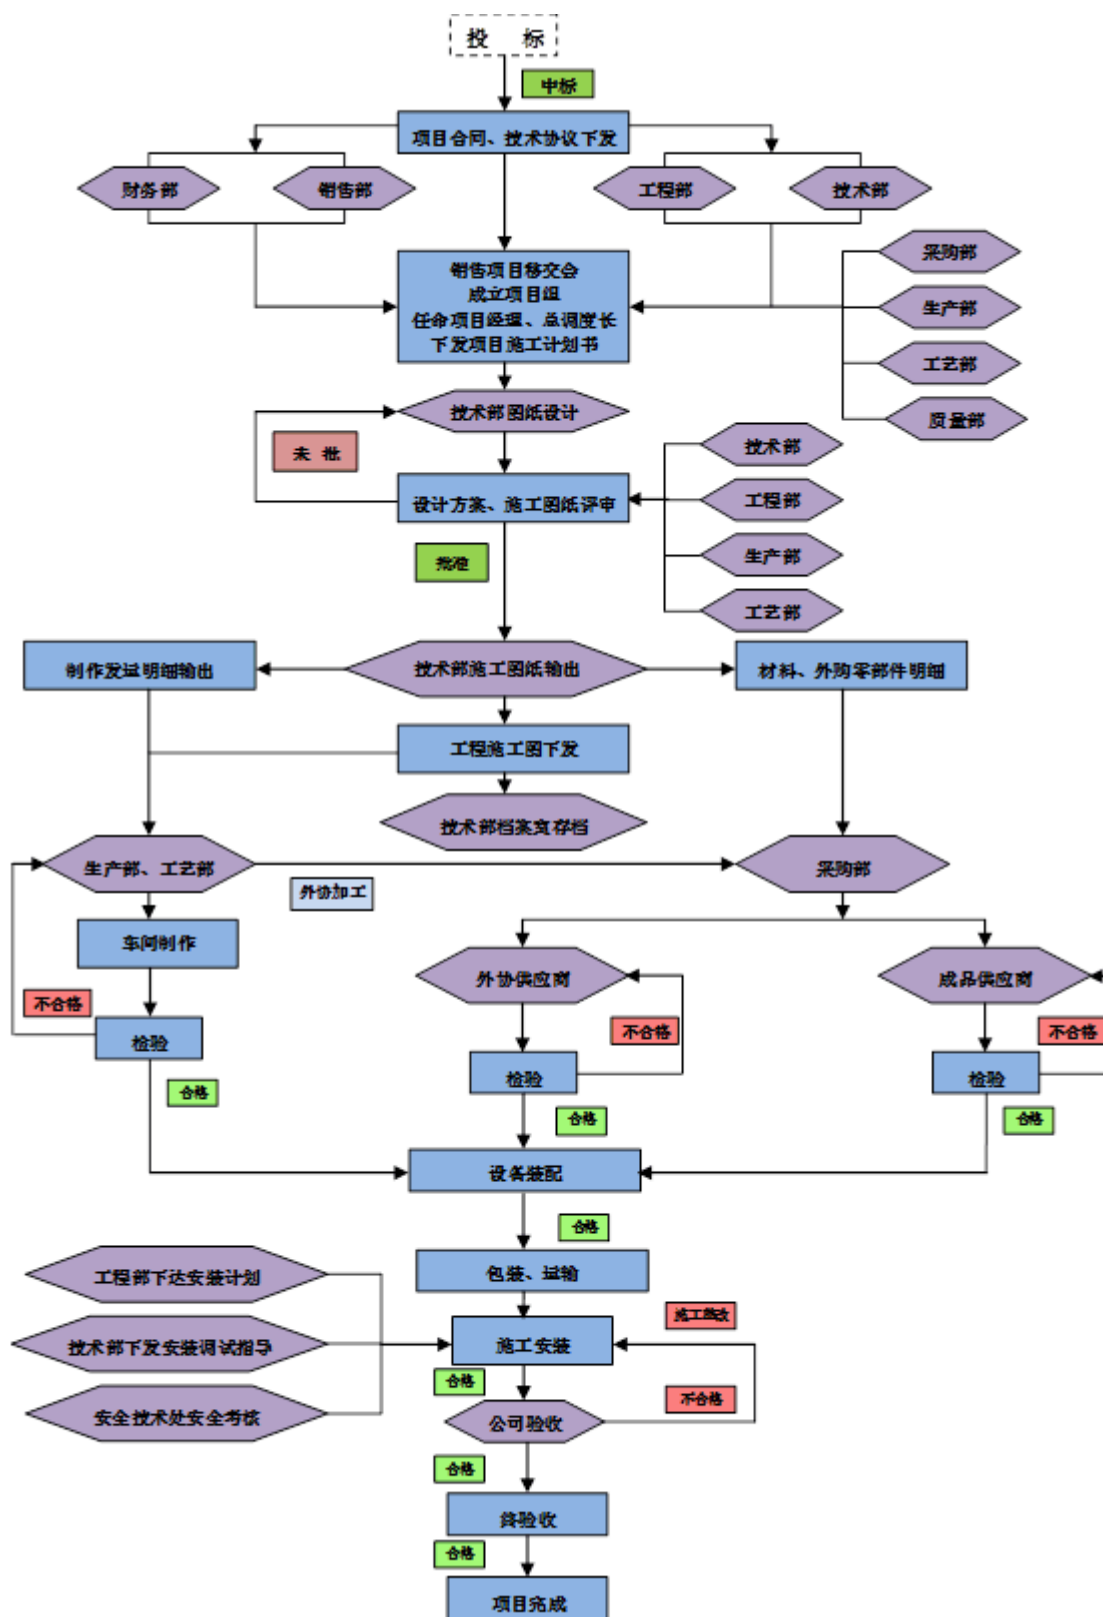 投 标
中标
项目合同、技术协议下发
财务部
销售部
工程部
技术部
采购部
销售项目移交会
成立项目组
任命项目经理、总调度长
下发项目施工计划书
生产部
工艺部
质量部
技术部图纸设计
未 批
技术部
设计方案、施工图纸评审
工程部
批准
生产部
工艺部
制作发运明细输出
技术部施工图纸输出
材料、外购零部件明细
工程施工图下发
技术部档案室存档
生产部、工艺部
采购部
外协加工
车间制作
外协供应商
成品供应商
不合格
不合格
不合格
检验
检验
检验
合格
合格
合格
设备装配
合格
工程部下达安装计划
包装、运输
施工修改
技术部下发安装调试指导
施工安装
合格
不合格
安全技术处安全考核
公司验收
合格
终验收
合格
项目完成